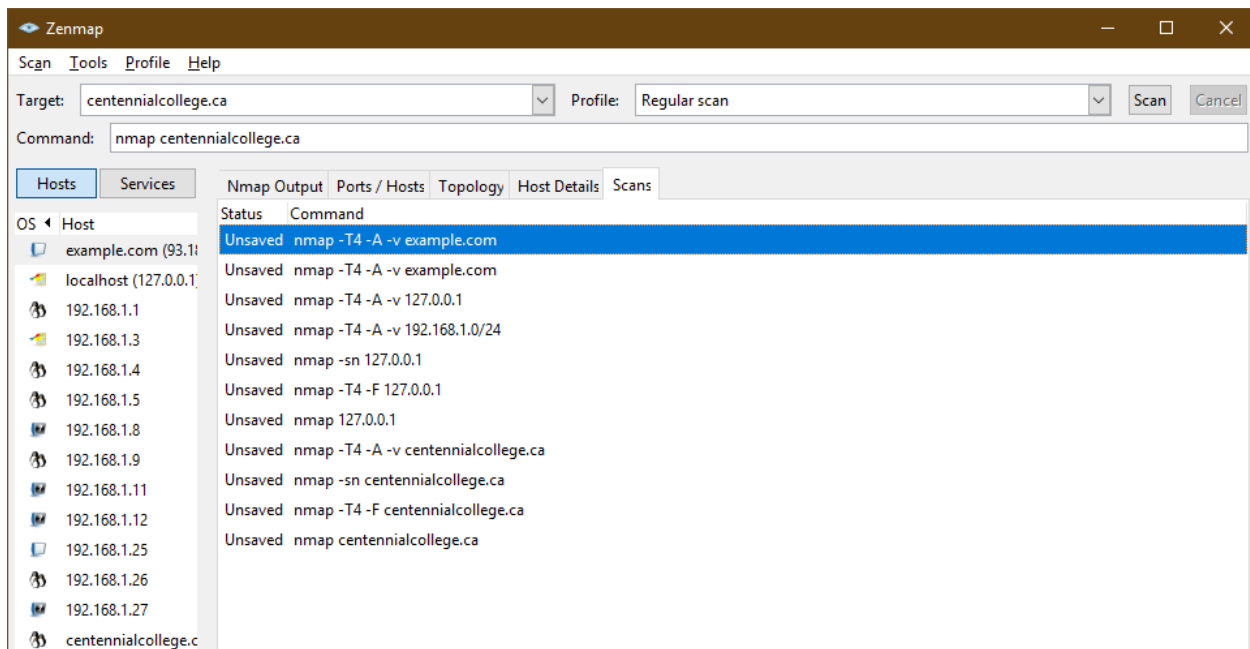 Zenmap
Scan Tools Profile Help
Target: centennialcollege.ca Profile: Regular scan Scan Cancel
Command: nmap centennialcollege.ca
Hosts Services Nmap Output Ports / Hosts Topology Host Details Scans
OS Host Status Command
example.com (93.18
localhost (127.0.0.1)
192.168.1.1
192.168.1.3
192.168.1.4
192.168.1.5
192.168.1.8
192.168.1.9
192.168.1.11
192.168.1.12
192.168.1.25
192.168.1.26
192.168.1.27
centennialcollege.c
Unsaved nmap -T4 -A -v example.com
Unsaved nmap -T4 -A -v example.com
Unsaved nmap -T4 -A -v 127.0.0.1
Unsaved nmap -T4 -A -v 192.168.1.0/24
Unsaved nmap -sn 127.0.0.1
Unsaved nmap -T4 -F 127.0.0.1
Unsaved nmap 127.0.0.1
Unsaved nmap -T4 -A -v centennialcollege.ca
Unsaved nmap -sn centennialcollege.ca
Unsaved nmap -T4 -F centennialcollege.ca
Unsaved nmap centennialcollege.ca